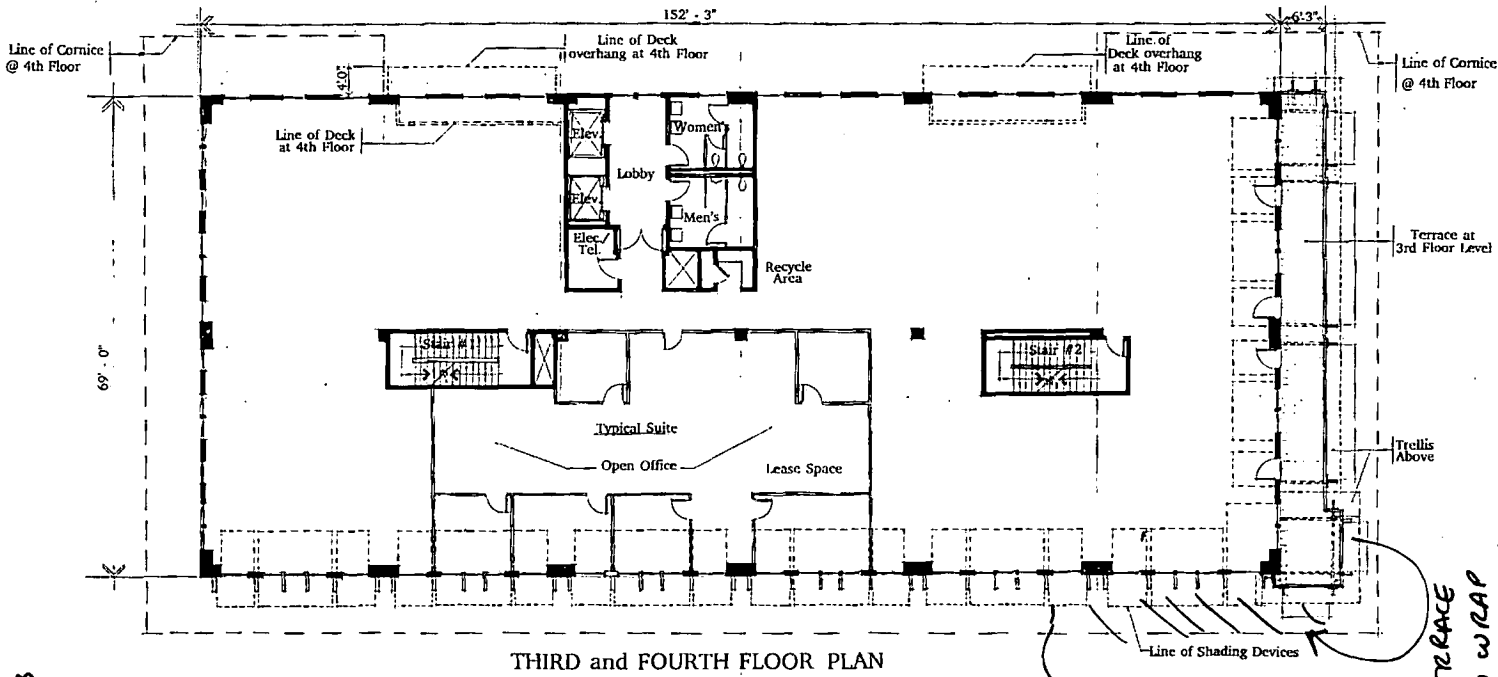 152' - 3"
6'-3"
Line of Cornice
@ 4th Floor
Line of Deck
overhang at 4th Floor
Line of
Deck overhang
at 4th Floor
Line of Cornice
@ 4th Floor
4'-0"
Line of Deck
at 4th Floor
Elev.
Women's
Lobby
Elev.
Men's
Elec./
Tel.
Recycle
Area
Terrace at
3rd Floor Level
69' - 0"
Stair #1
Stair #2
Typical Suite
Open Office
Lease Space
Trellis
Above
Line of Shading Devices
THIRD and FOURTH FLOOR PLAN
WRAP